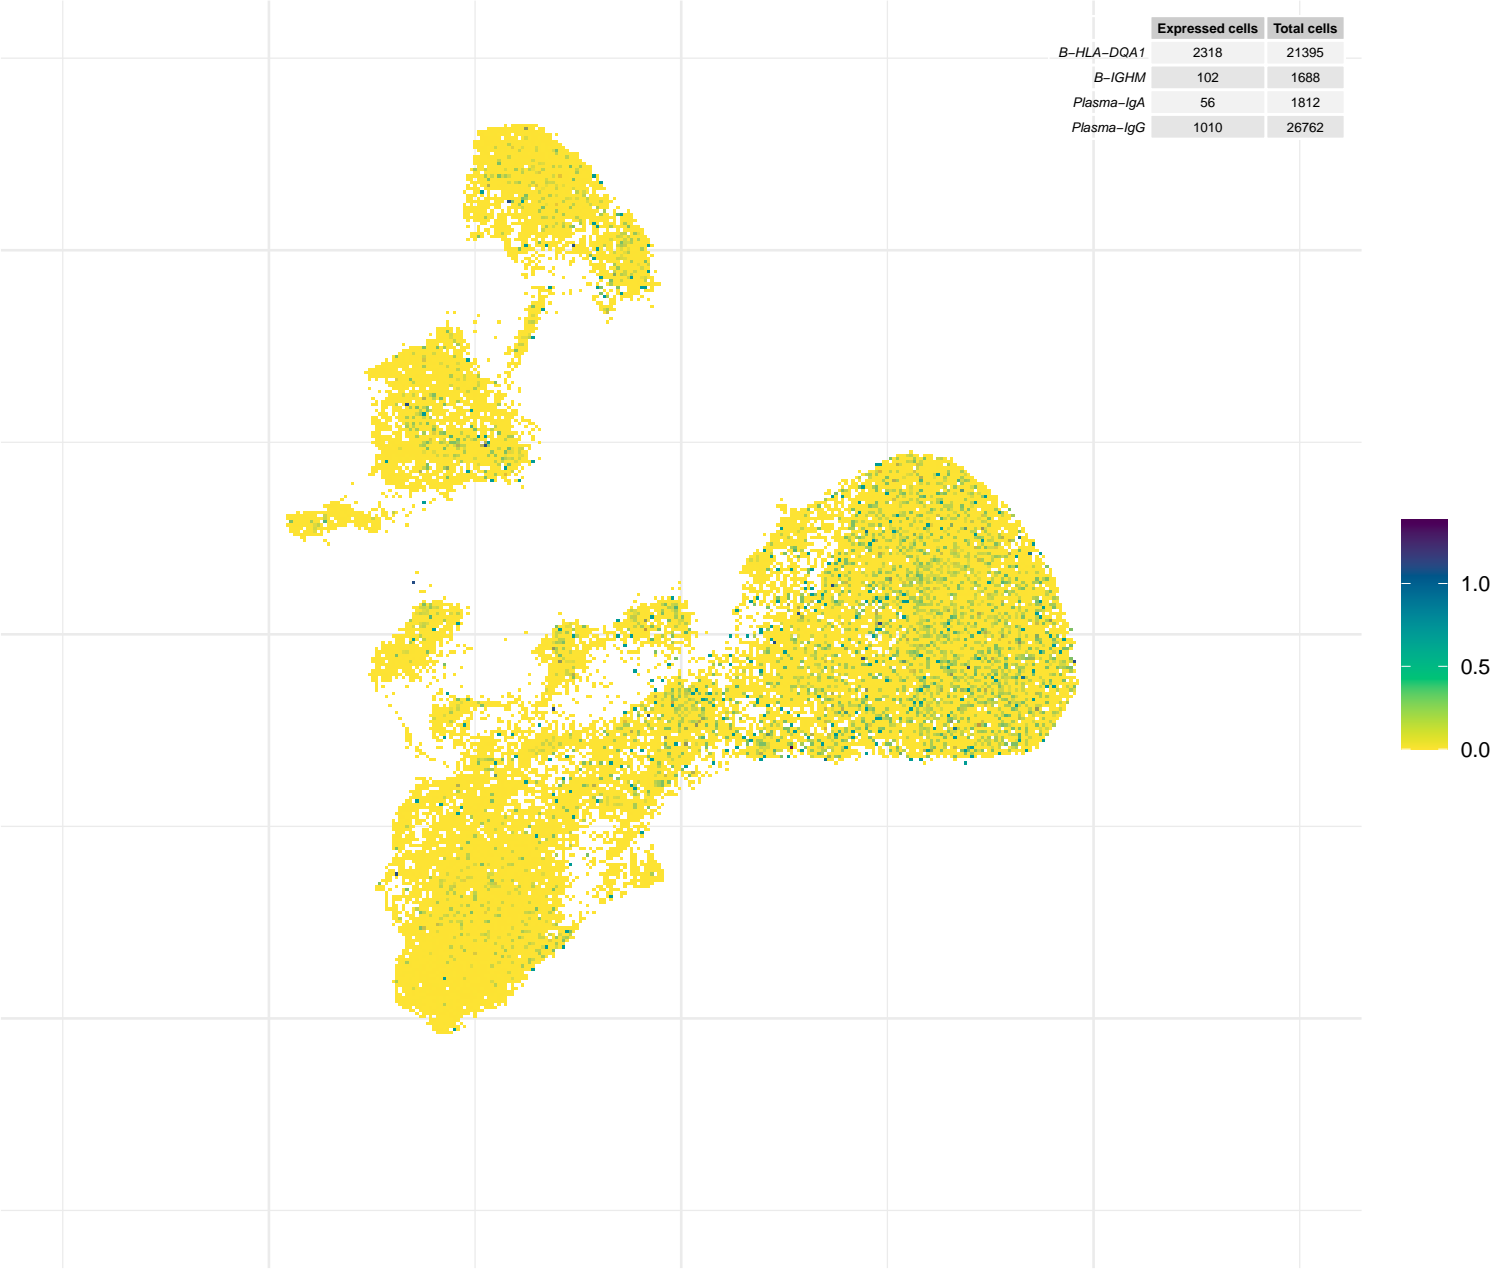 Expressed cells Total cells
B−HLA−DQA1 2318 21395
B−IGHM 102 1688
Plasma−IgA 56 1812
Plasma−IgG 1010 26762
1.0
0.5
0.0